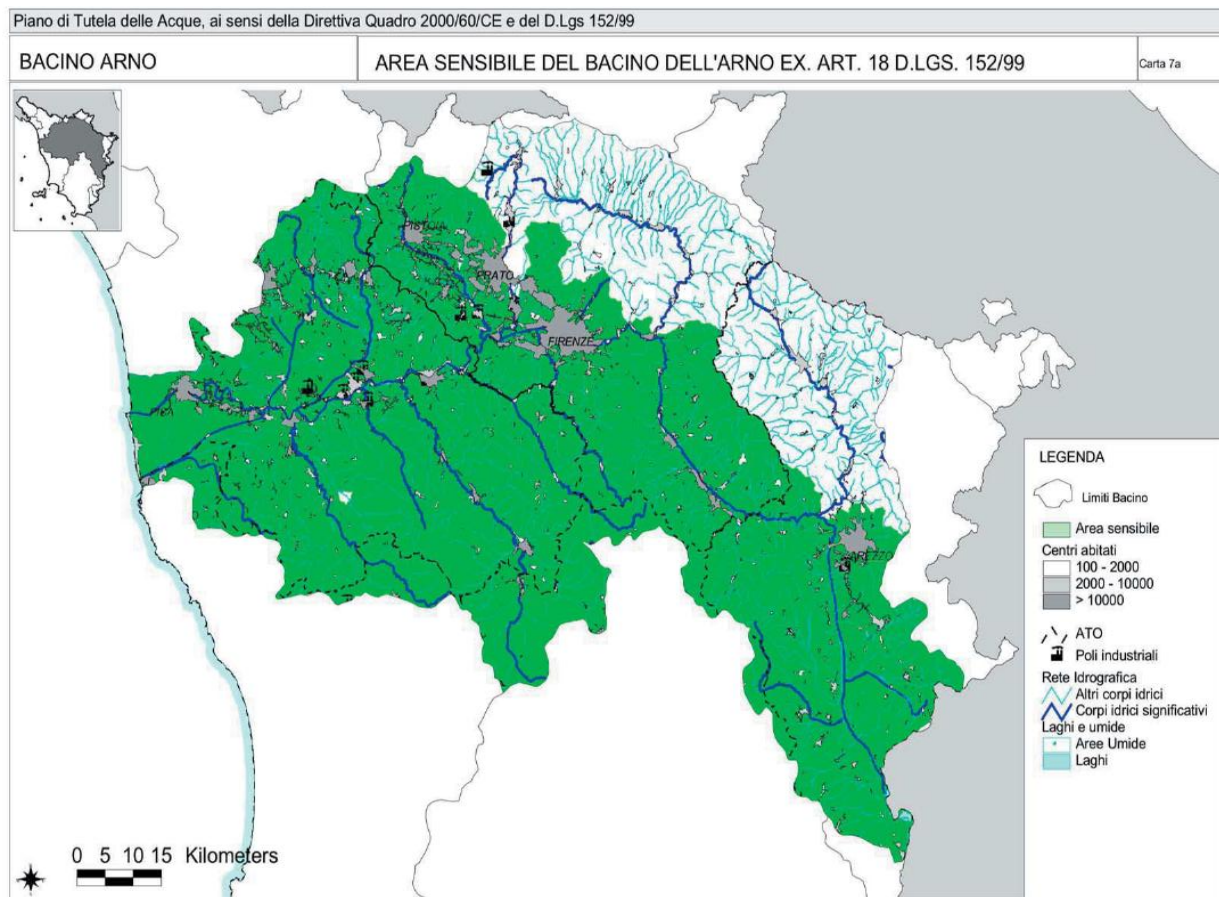 Piano di Tutela delle Acque, ai sensi della Direttiva Quadro 2000/60/CE e del D.Lgs 152/99
BACINO ARNO
AREA SENSIBILE DEL BACINO DELL'ARNO EX. ART. 18 D.LGS. 152/99
Carta 7a
PISTOIA
PRATO
FIRENZE
AREZZO
LEGENDA
Limiti Bacino
Area sensibile
Centri abitati
100 - 2000
2000 - 10000
> 10000
ATO
Poli industriali
Rete Idrografica
Altri corpi idrici
Corpi idrici significativi
Laghi e umide
Aree Umide
Laghi
0 5 10 15 Kilometers